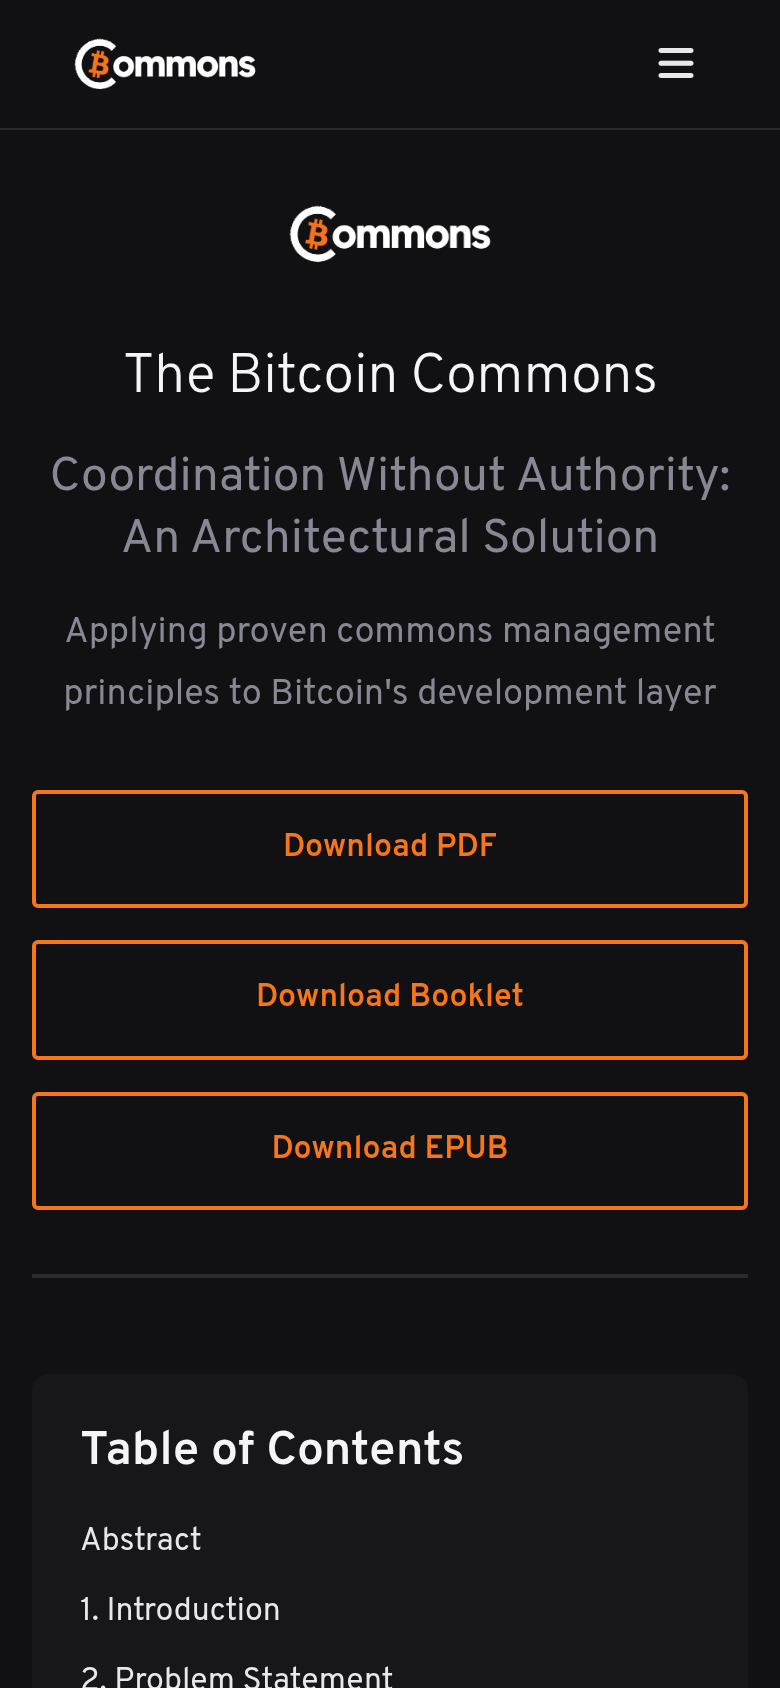 Commons
Commons
The Bitcoin Commons
Coordination Without Authority:
An Architectural Solution
Applying proven commons management
principles to Bitcoin's development layer
Download PDF
Download Booklet
Download EPUB
Table of Contents
Abstract
1. Introduction
2. Problem Statement